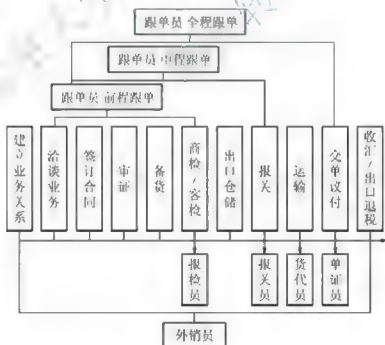 跟单员 全程跟单
跟单员 中程跟单
跟单员 前程跟单
建立业务关系
洽谈业务
签订合同
审证
备货
商检/客检
出口仓储
报关
运输
交单议付
收汇/出口退税
报检员
报关员
货代员
单证员
外销员